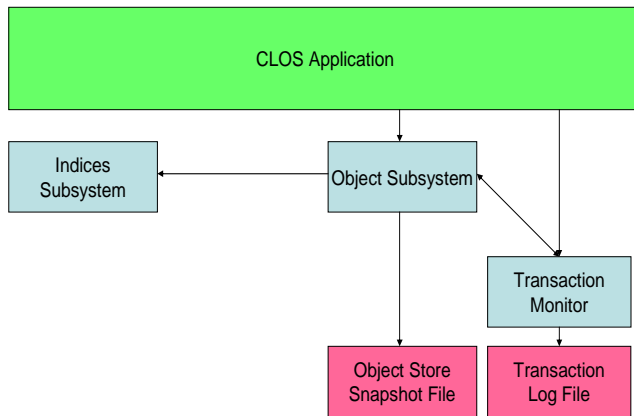 CLOS Application
Indices
Subsystem
Object Subsystem
Transaction
Monitor
Object Store
Snapshot File
Transaction
Log File